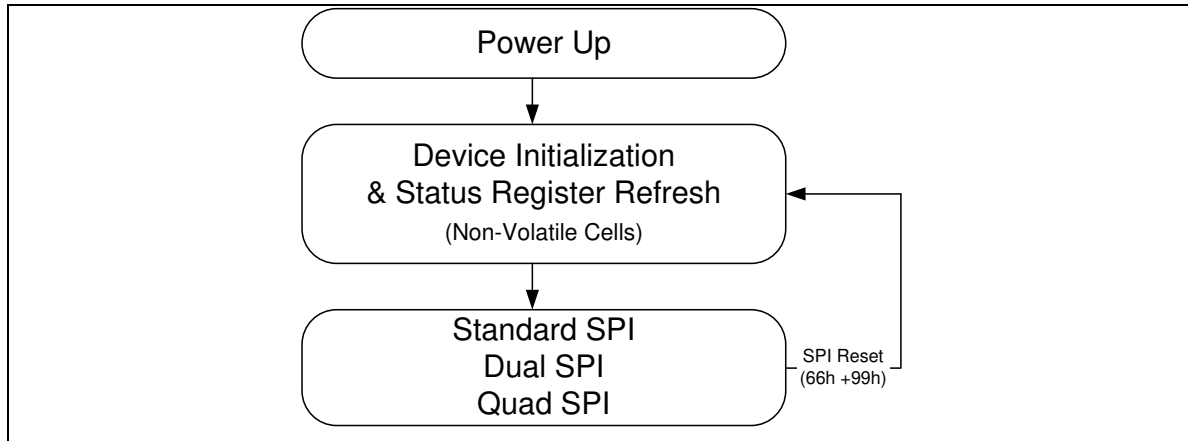 Power Up
Device Initialization
& Status Register Refresh
(Non-Volatile Cells)
Standard SPI
Dual SPI
Quad SPI
SPI Reset
(66h +99h)